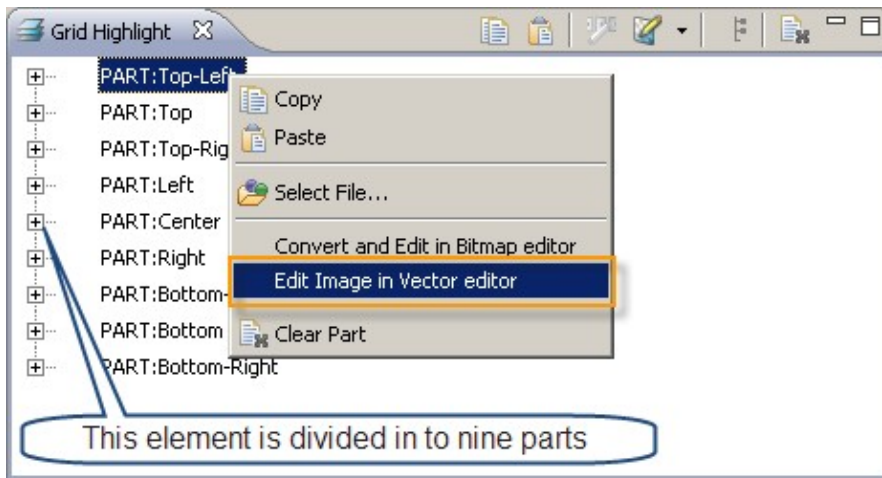 Grid Highlight
PART:Top-Left
PART:Top
PART:Top-Rig
PART:Left
PART:Center
PART:Right
PART:Bottom-
PART:Bottom
PART:Bottom-Right
Copy
Paste
Select File...
Convert and Edit in Bitmap editor
Edit Image in Vector editor
Clear Part
This element is divided in to nine parts